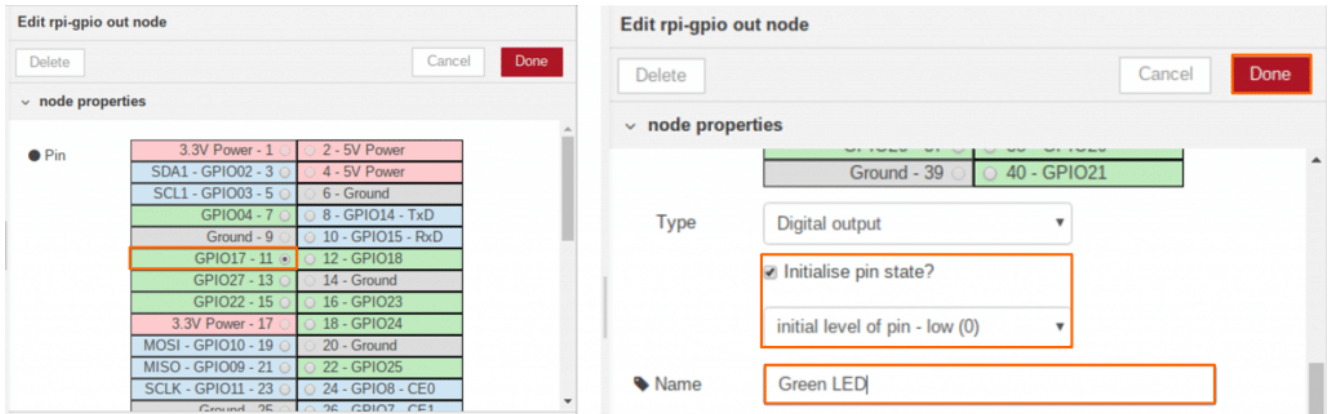 Edit rpi-gpio out node
Delete Cancel Done
node properties
Pin
3.3V Power - 1 2 - 5V Power
SDA1 - GPIO02 - 3 4 - 5V Power
SCL1 - GPIO03 - 5 6 - Ground
GPIO04 - 7 8 - GPIO14 - TxD
Ground - 9 10 - GPIO15 - RxD
GPIO17 - 11 12 - GPIO18
GPIO27 - 13 14 - Ground
GPIO22 - 15 16 - GPIO23
3.3V Power - 17 18 - GPIO24
MOSI - GPIO10 - 19 20 - Ground
MISO - GPIO09 - 21 22 - GPIO25
SCLK - GPIO11 - 23 24 - GPIO8 - CE0
Ground - 25 26 - GPIO7 - CE1
Edit rpi-gpio out node
Delete Cancel Done
node properties
Ground - 39 40 - GPIO21
Type Digital output
Initialise pin state?
initial level of pin - low (0)
Name Green LED